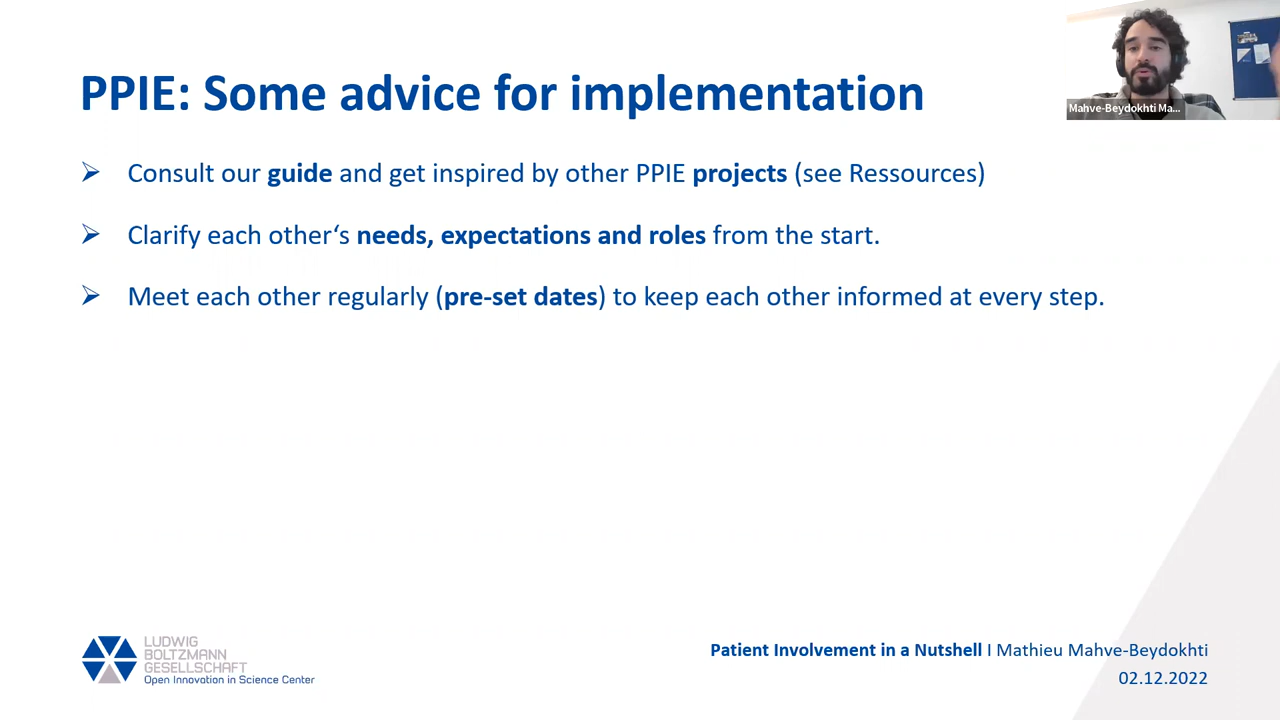 PPIE: Some advice for implementation
Mahve-Beydokhti Ma...
Consult our guide and get inspired by other PPIE projects (see Ressources)
Clarify each other‘s needs, expectations and roles from the start.
Meet each other regularly (pre-set dates) to keep each other informed at every step.
LUDWIG
BOLTZMANN
GESELLSCHAFT
Open Innovation in Science Center
Patient Involvement in a Nutshell I Mathieu Mahve-Beydokhti
02.12.2022